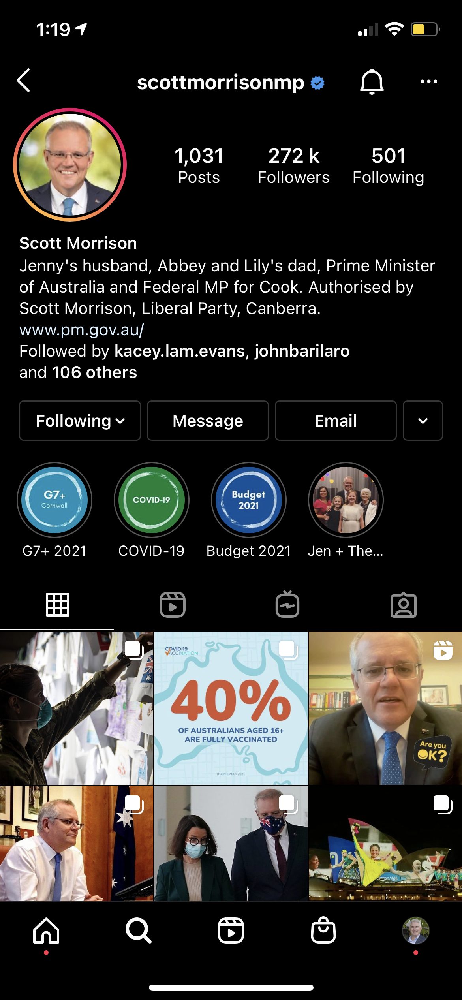 1:19
scottmorrisonmp
1,031
Posts
272 k
Followers
501
Following
Scott Morrison
Jenny's husband, Abbey and Lily's dad, Prime Minister
of Australia and Federal MP for Cook. Authorised by
Scott Morrison, Liberal Party, Canberra.
www.pm.gov.au/
Followed by kacey.lam.evans, johnbarilaro
and 106 others
Following
Message
Email
G7+
Cornwall
COVID-19
Budget
2021
G7+ 2021
COVID-19
Budget 2021
Jen + The...
COVID-19
VACCINATION
40%
OF AUSTRALIANS AGED 16+
ARE FULLY VACCINATED
8 SEPTEMBER 2021
Are you
OK?
TOKYO 2020